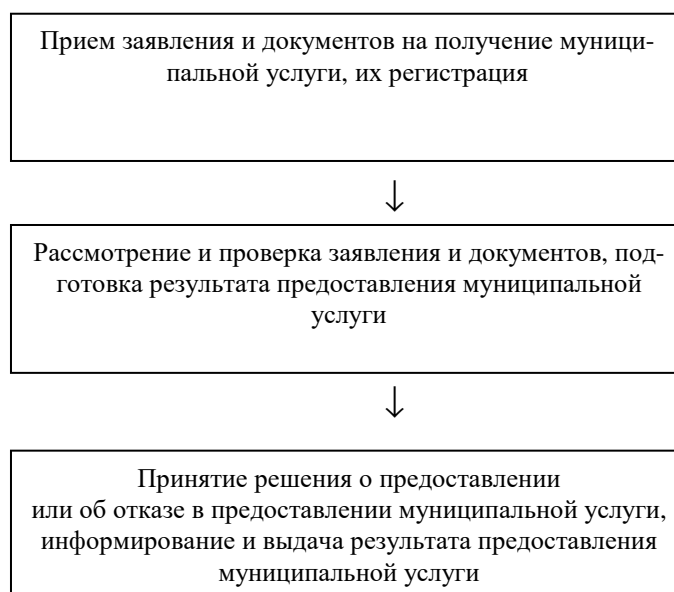 Прием заявления и документов на получение муници-
пальной услуги, их регистрация
↓
Рассмотрение и проверка заявления и документов, под-
готовка результата предоставления муниципальной
услуги
↓
Принятие решения о предоставлении
или об отказе в предоставлении муниципальной услуги,
информирование и выдача результата предоставления
муниципальной услуги